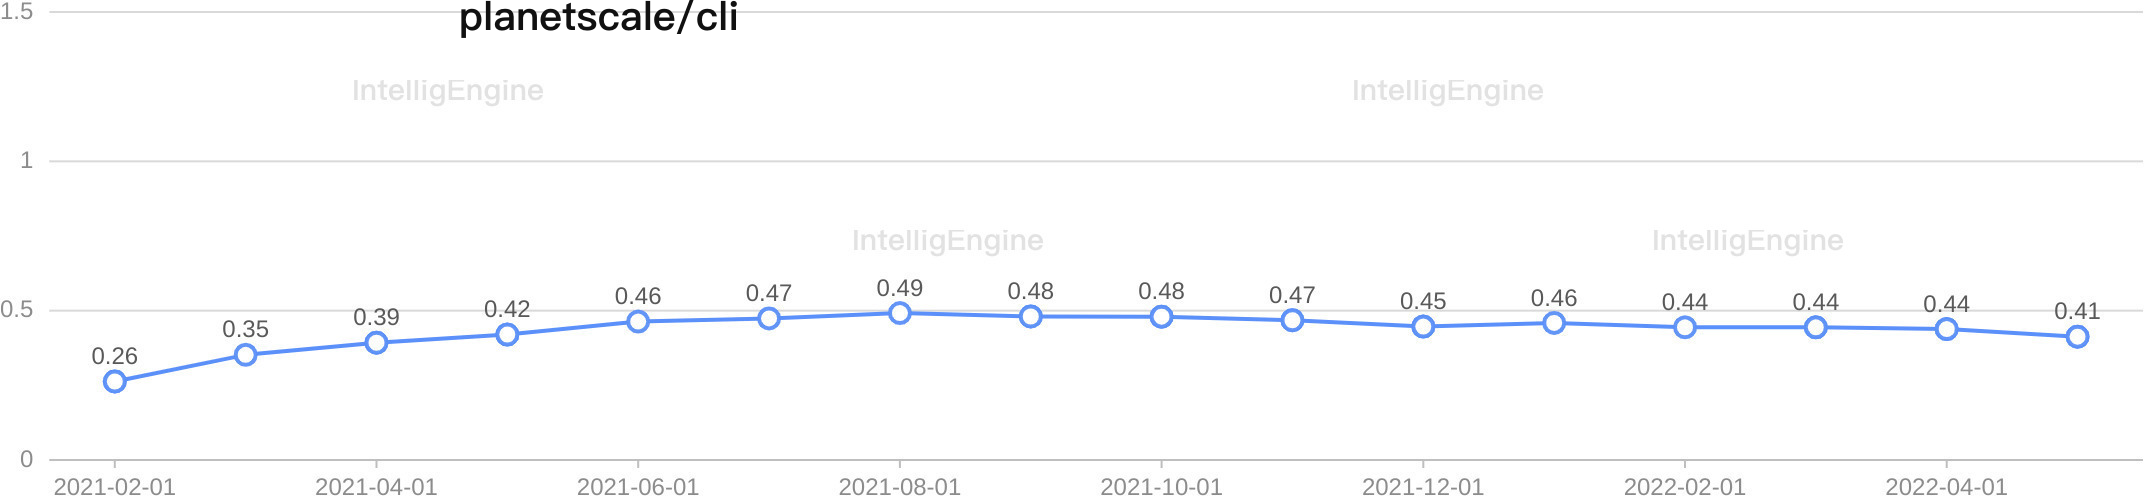 planetscale/cli
1.5
IntelligEngine IntelligEngine
1
IntelligEngine IntelligEngine
0.5
0.26 0.35 0.39 0.42 0.46 0.47 0.49 0.48 0.48 0.47 0.45 0.46 0.44 0.44 0.44 0.41
0
2021-02-01 2021-04-01 2021-06-01 2021-08-01 2021-10-01 2021-12-01 2022-02-01 2022-04-01